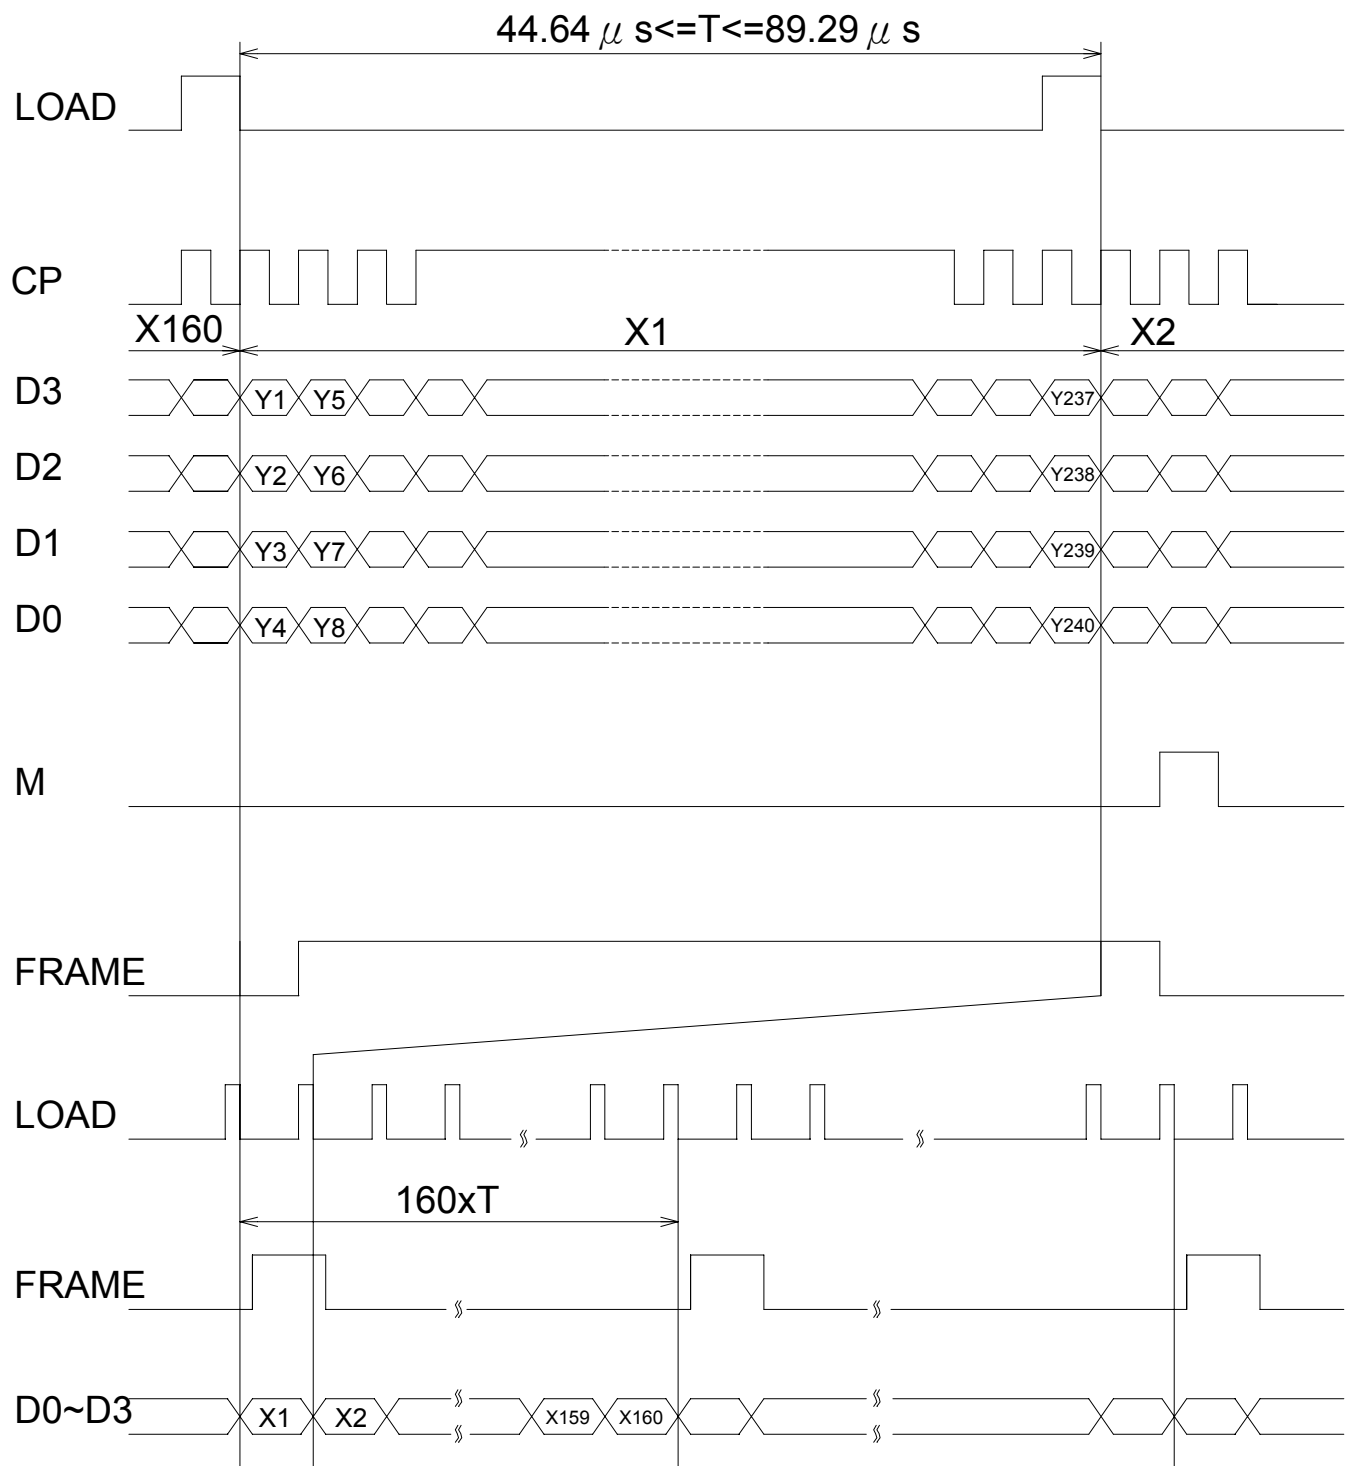 44.64 μ s<=T<=89.29 μ s
LOAD
CP
X160 X1 X2
D3 Y1 Y5 Y237
D2 Y2 Y6 Y238
D1 Y3 Y7 Y239
D0 Y4 Y8 Y240
M
FRAME
LOAD
160xT
FRAME
D0~D3 X1 X2 X159 X160